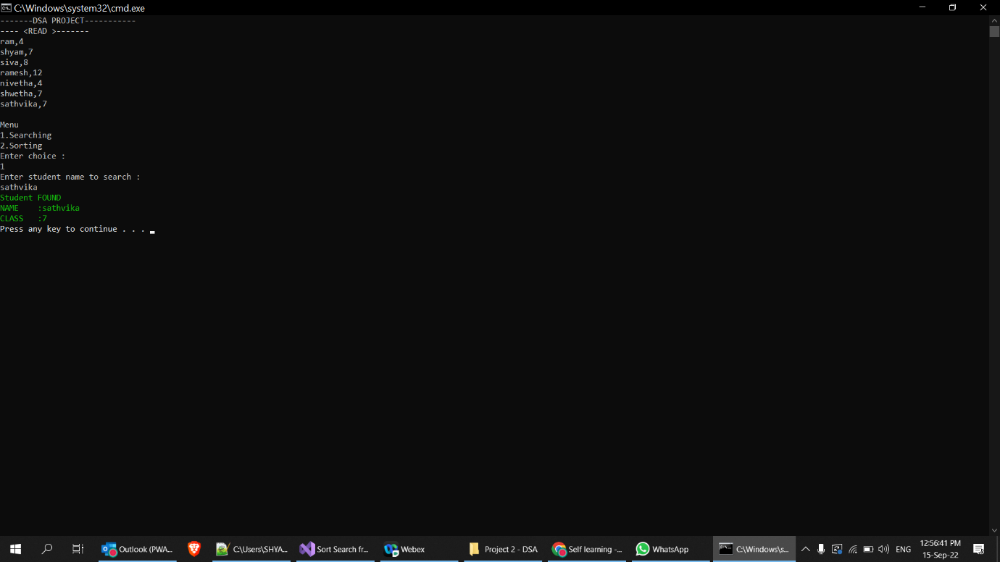 C:\Windows\system32\cmd.exe
-------DSA PROJECT-----------
---- <READ >-------
ram,4
shyam,7
siva,8
ramesh,12
nivetha,4
shwetha,7
sathvika,7
Menu
1.Searching
2.Sorting
Enter choice :
1
Enter student name to search :
sathvika
Student FOUND
NAME    :sathvika
CLASS   :7
Press any key to continue . . .
Outlook (PWA... C:\Users\SHYA... Sort Search fr... Webex Project 2 - DSA Self learning -... WhatsApp C:\Windows\s... ENG 12:56:41 PM
15-Sep-22